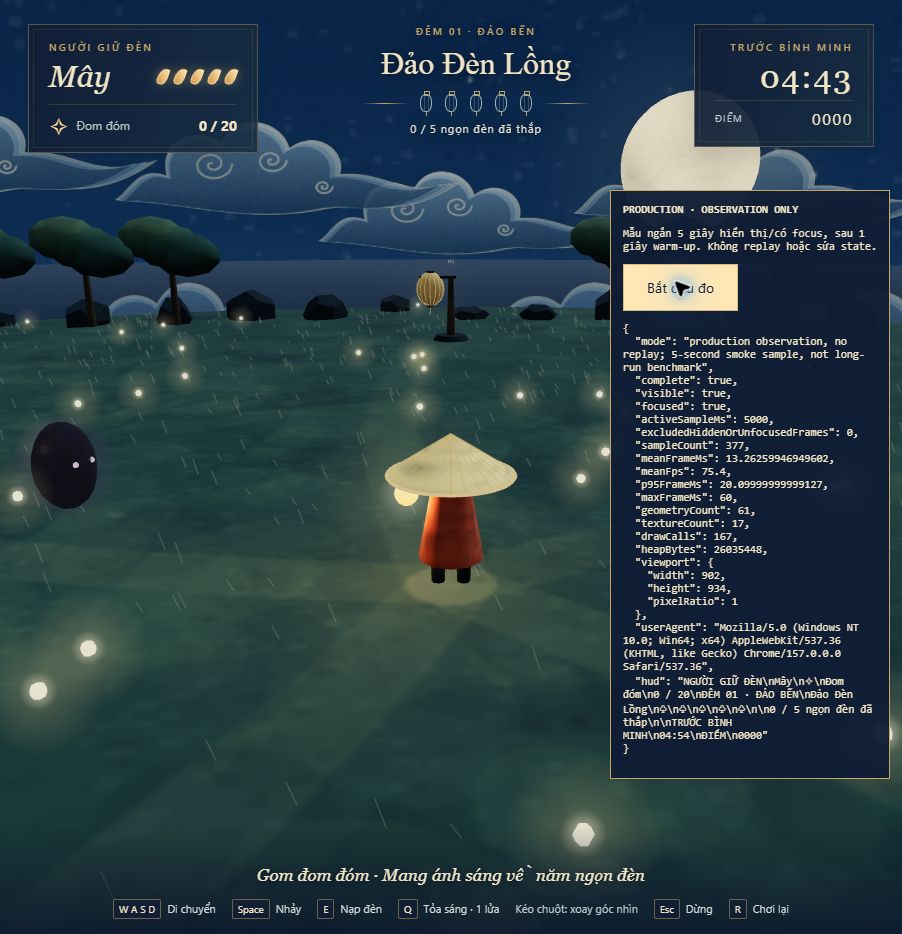 NGƯỜI GIỮ ĐÈN
Mây
Đom đóm 0 / 20
ĐÊM 01 · ĐẢO BẾN
Đảo Đèn Lồng
0 / 5 ngọn đèn đã thắp
TRƯỚC BÌNH MINH
04:43
ĐIỂM 0000
PRODUCTION · OBSERVATION ONLY
Mẫu ngắn 5 giây hiển thị/có focus, sau 1
giây warm-up. Không replay hoặc sửa state.
Bắt đầu đo
{
"mode": "production observation, no
replay; 5-second smoke sample, not long-
run benchmark",
"complete": true,
"visible": true,
"focused": true,
"activeSampleMs": 5000,
"excludedHiddenOrUnfocusedFrames": 0,
"sampleCount": 377,
"meanFrameMs": 13.26259946949602,
"meanFps": 75.4,
"p95FrameMs": 20.09999999999127,
"maxFrameMs": 60,
"geometryCount": 61,
"textureCount": 17,
"drawCalls": 167,
"heapBytes": 26035448,
"viewport": {
"width": 902,
"height": 934,
"pixelRatio": 1
},
"userAgent": "Mozilla/5.0 (Windows NT
10.0; Win64; x64) AppleWebKit/537.36
(KHTML, like Gecko) Chrome/157.0.0.0
Safari/537.36",
"hud": "NGƯỜI GIỮ ĐÈN\nMây\n✧\nĐom
đóm\n0 / 20\nĐÊM 01 · ĐẢO BẾN\nĐảo Đèn
Lồng\n♧\n♧\n♧\n♧\n♧\n\n0 / 5 ngọn đèn đã
thắp\n\nTRƯỚC BÌNH
MINH\n04:54\nĐIỂM\n0000"
}
Gom đom đóm · Mang ánh sáng về năm ngọn đèn
W A S D Di chuyển Space Nhảy E Nạp đèn Q Tỏa sáng · 1 lửa Kéo chuột: xoay góc nhìn Esc Dừng R Chơi lại